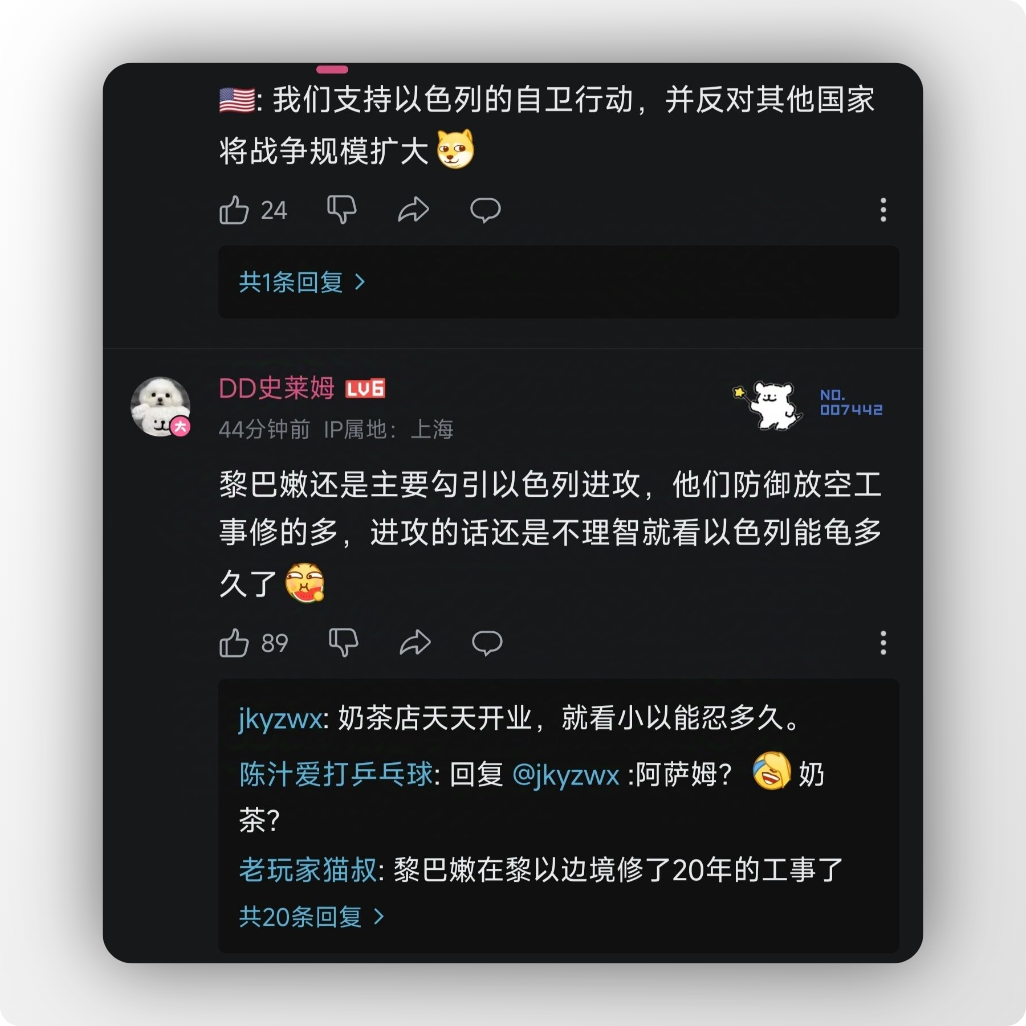 🇺🇸: 我们支持以色列的自卫行动，并反对其他国家
将战争规模扩大
24
共1条回复 >
DD史莱姆 LV6
NO.
007442
44分钟前 IP属地：上海
大
黎巴嫩还是主要勾引以色列进攻，他们防御放空工
事修的多，进攻的话还是不理智就看以色列能龟多
久了
89
jkyzwx: 奶茶店天天开业，就看小以能忍多久。
陈汁爱打乒乓球: 回复 @jkyzwx :阿萨姆？ 奶
茶？
老玩家猫叔: 黎巴嫩在黎以边境修了20年的工事了
共20条回复 >